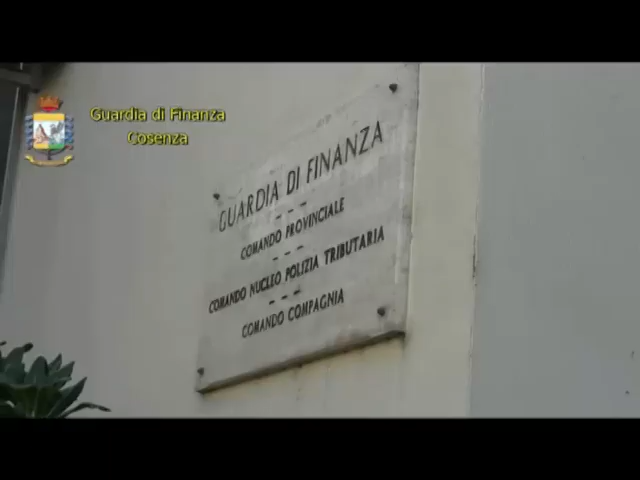 Guardia di Finanza
Cosenza
GUARDIA DI FINANZA
COMANDO PROVINCIALE
COMANDO NUCLEO POLIZIA TRIBUTARIA
COMANDO COMPAGNIA